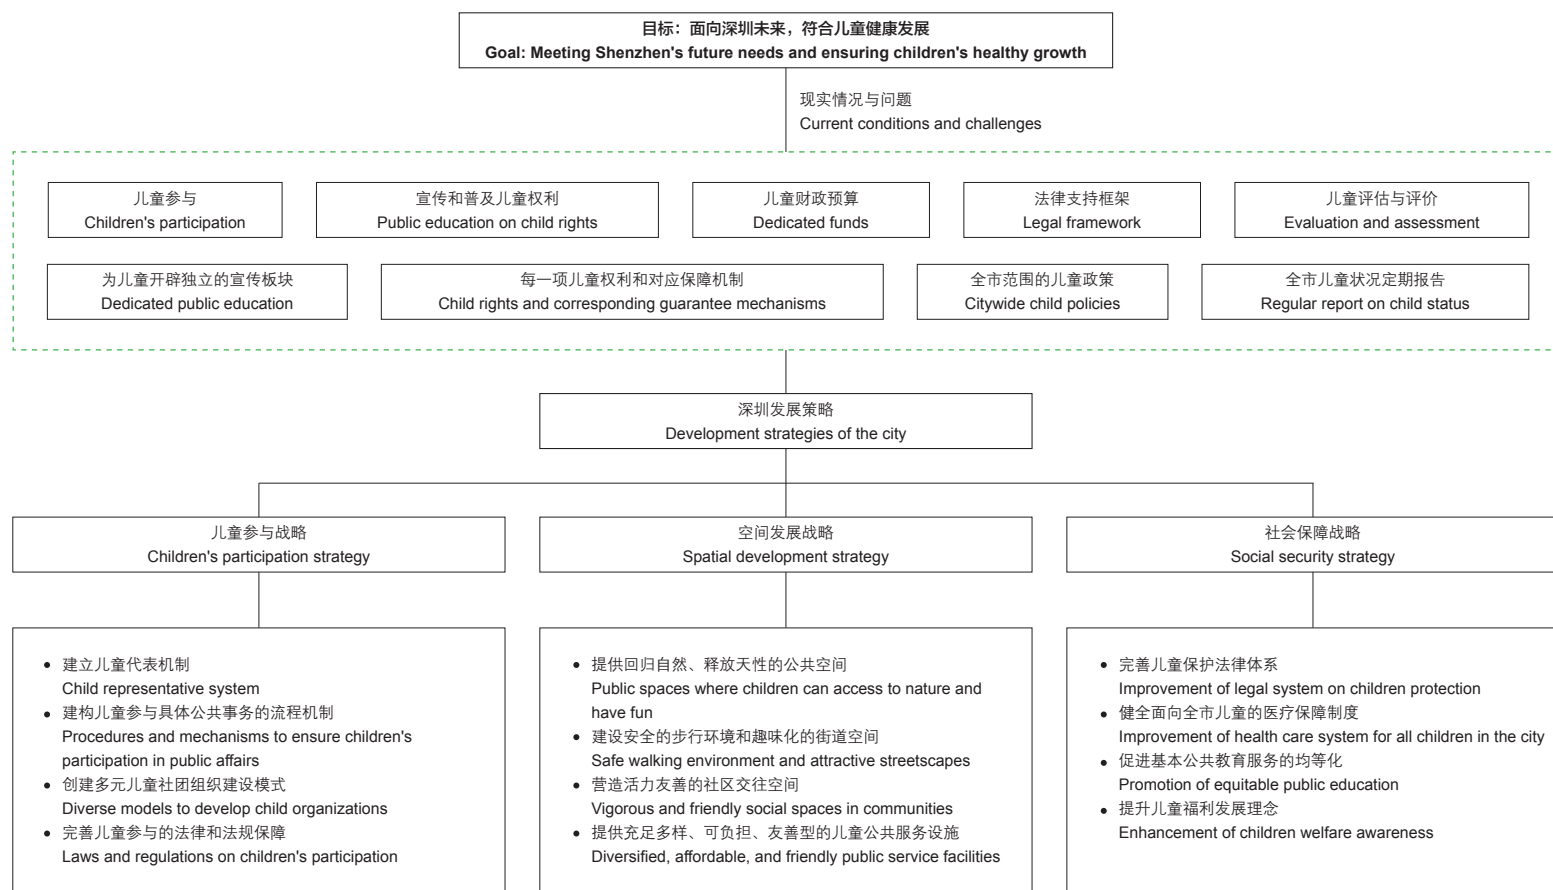 目标：面向深圳未来，符合儿童健康发展
Goal: Meeting Shenzhen's future needs and ensuring children's healthy growth
现实情况与问题
Current conditions and challenges
儿童参与
Children's participation
宣传和普及儿童权利
Public education on child rights
儿童财政预算
Dedicated funds
法律支持框架
Legal framework
儿童评估与评价
Evaluation and assessment
为儿童开辟独立的宣传板块
Dedicated public education
每一项儿童权利和对应保障机制
Child rights and corresponding guarantee mechanisms
全市范围的儿童政策
Citywide child policies
全市儿童状况定期报告
Regular report on child status
深圳发展策略
Development strategies of the city
儿童参与战略
Children's participation strategy
空间发展战略
Spatial development strategy
社会保障战略
Social security strategy
• 建立儿童代表机制
Child representative system
• 建构儿童参与具体公共事务的流程机制
Procedures and mechanisms to ensure children's
participation in public affairs
• 创建多元儿童社团组织建设模式
Diverse models to develop child organizations
• 完善儿童参与的法律和法规保障
Laws and regulations on children's participation
• 提供回归自然、释放天性的公共空间
Public spaces where children can access to nature and
have fun
• 建设安全的步行环境和趣味化的街道空间
Safe walking environment and attractive streetscapes
• 营造活力友善的社区交往空间
Vigorous and friendly social spaces in communities
• 提供充足多样、可负担、友善型的儿童公共服务设施
Diversified, affordable, and friendly public service facilities
• 完善儿童保护法律体系
Improvement of legal system on children protection
• 健全面向全市儿童的医疗保障制度
Improvement of health care system for all children in the city
• 促进基本公共教育服务的均等化
Promotion of equitable public education
• 提升儿童福利发展理念
Enhancement of children welfare awareness